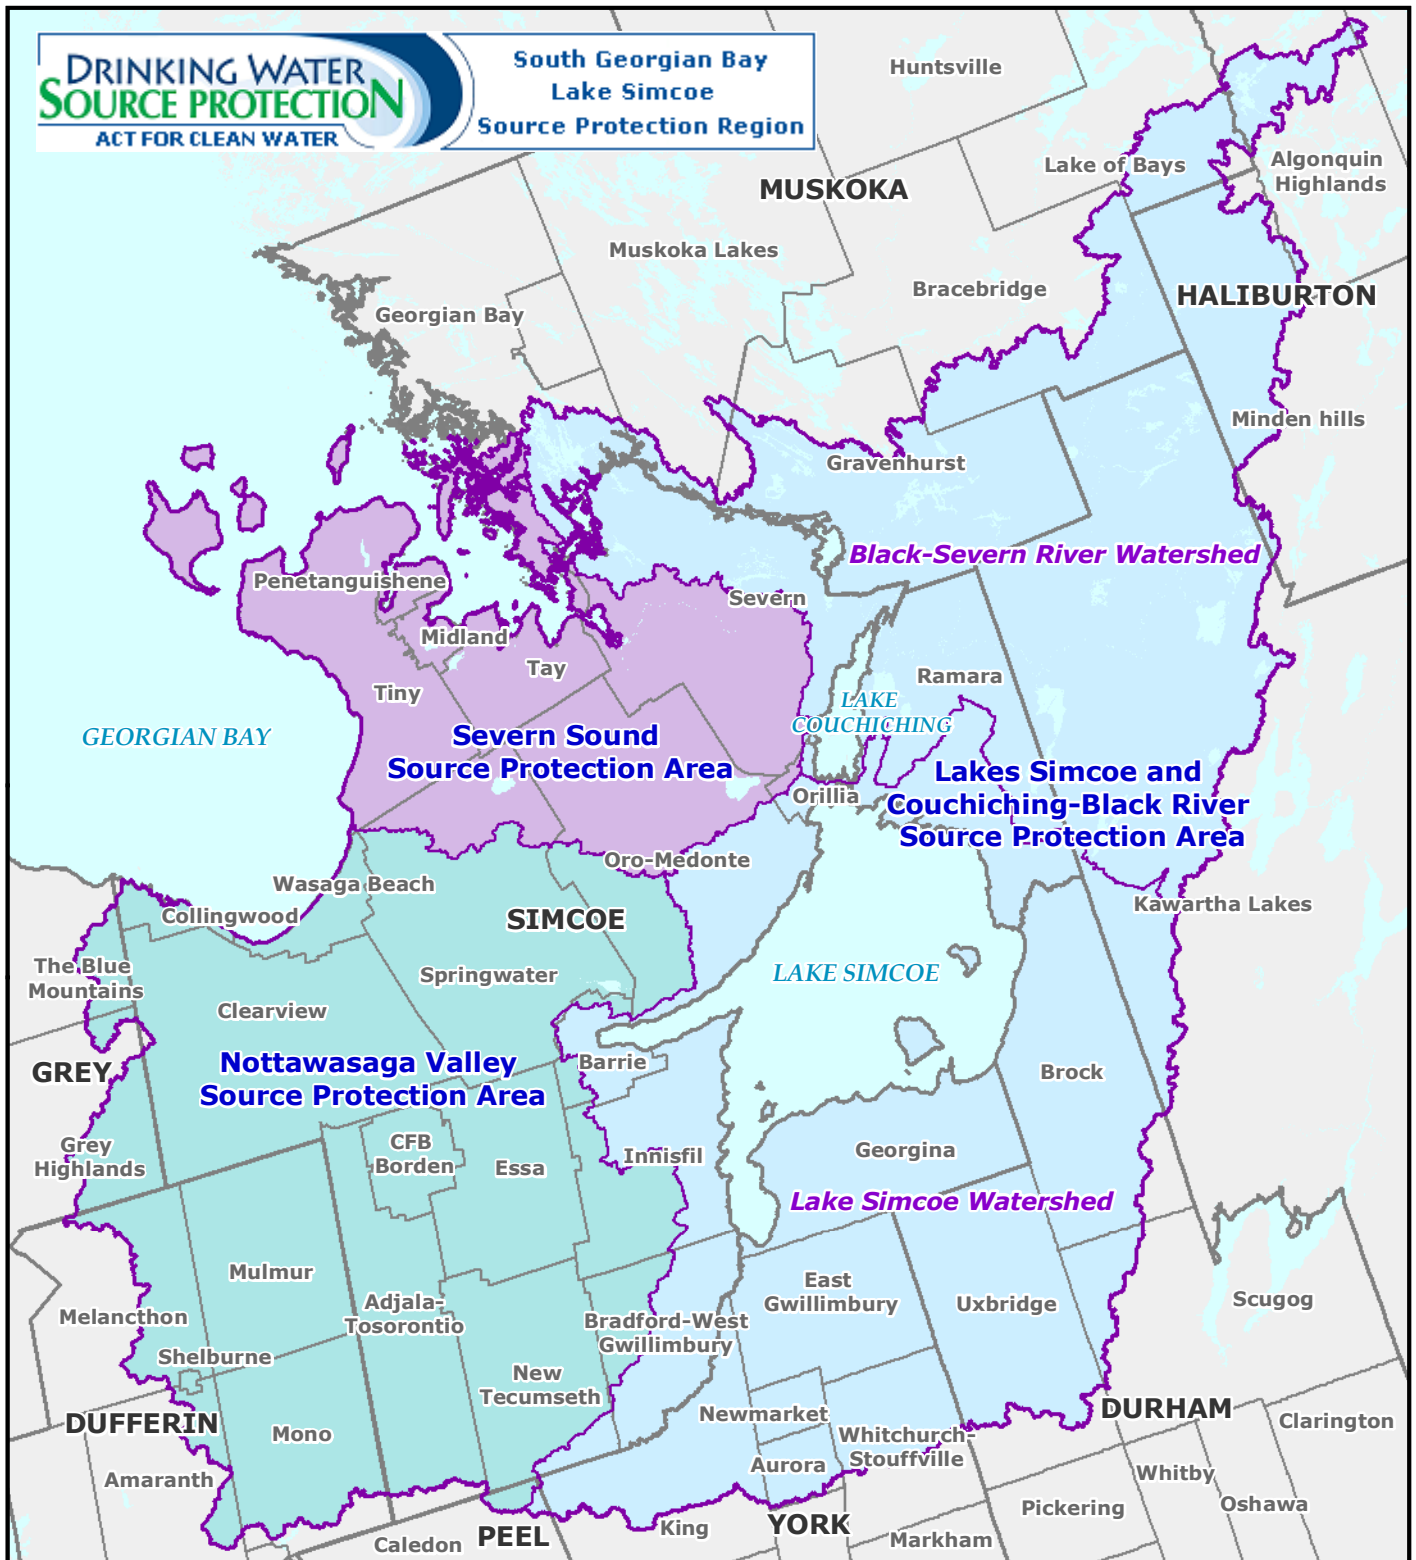 DRINKING WATER
SOURCE PROTECTION
ACT FOR CLEAN WATER
South Georgian Bay
Lake Simcoe
Source Protection Region
Huntsville
Lake of Bays
Algonquin
Highlands
MUSKOKA
Muskoka Lakes
Bracebridge
HALIBURTON
Georgian Bay
Minden hills
Gravenhurst
Black-Severn River Watershed
Penetanguishene
Severn
Midland
Tay
Ramara
Tiny
LAKE
COUCHICHING
GEORGIAN BAY
Severn Sound
Source Protection Area
Lakes Simcoe and
Couchiching-Black River
Source Protection Area
Orillia
Oro-Medonte
Wasaga Beach
Collingwood
SIMCOE
Kawartha Lakes
The Blue
Mountains
Springwater
LAKE SIMCOE
Clearview
GREY
Nottawasaga Valley
Source Protection Area
Barrie
Brock
Grey
Highlands
CFB
Borden
Essa
Innisfil
Georgina
Lake Simcoe Watershed
Mulmur
East
Gwillimbury
Uxbridge
Scugog
Melancthon
Adjala-
Tosorontio
Bradford-West
Gwillimbury
Shelburne
New
Tecumseth
DUFFERIN
Mono
Newmarket
Whitchurch-
Stouffville
DURHAM
Clarington
Amaranth
Aurora
Whitby
Oshawa
Pickering
Caledon
PEEL
King
YORK
Markham